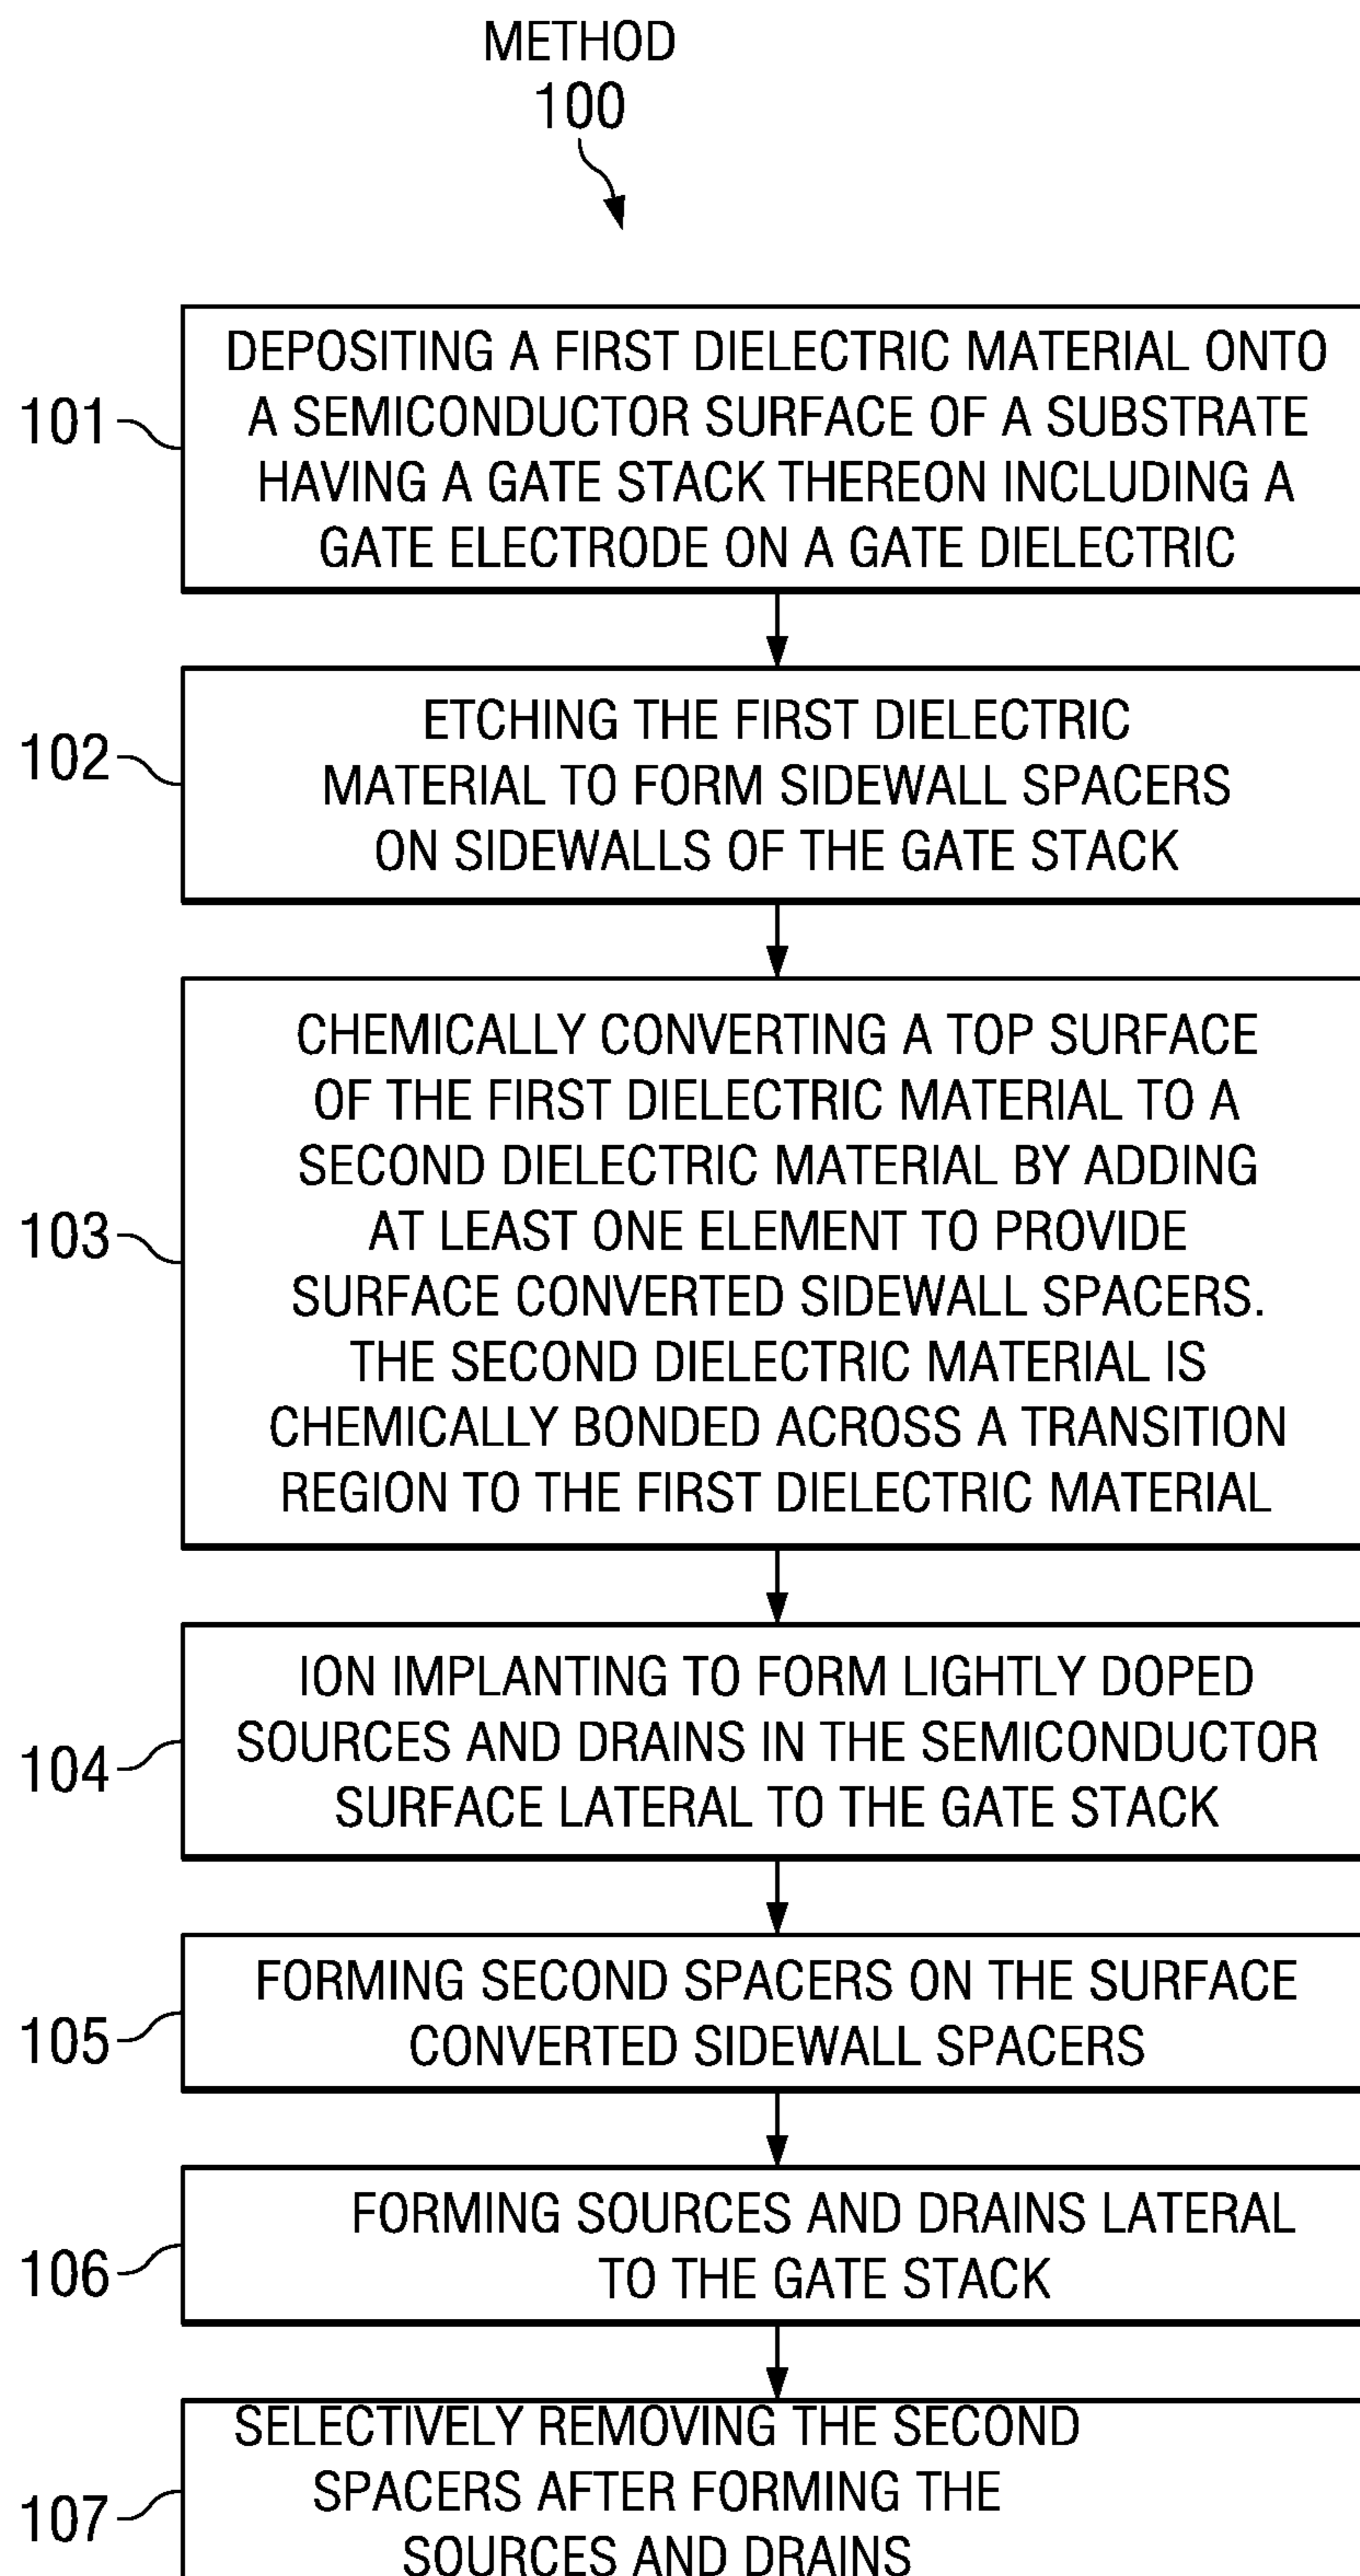 METHOD
100
101
DEPOSITING A FIRST DIELECTRIC MATERIAL ONTO
A SEMICONDUCTOR SURFACE OF A SUBSTRATE
HAVING A GATE STACK THEREON INCLUDING A
GATE ELECTRODE ON A GATE DIELECTRIC
102
ETCHING THE FIRST DIELECTRIC
MATERIAL TO FORM SIDEWALL SPACERS
ON SIDEWALLS OF THE GATE STACK
103
CHEMICALLY CONVERTING A TOP SURFACE
OF THE FIRST DIELECTRIC MATERIAL TO A
SECOND DIELECTRIC MATERIAL BY ADDING
AT LEAST ONE ELEMENT TO PROVIDE
SURFACE CONVERTED SIDEWALL SPACERS.
THE SECOND DIELECTRIC MATERIAL IS
CHEMICALLY BONDED ACROSS A TRANSITION
REGION TO THE FIRST DIELECTRIC MATERIAL
104
ION IMPLANTING TO FORM LIGHTLY DOPED
SOURCES AND DRAINS IN THE SEMICONDUCTOR
SURFACE LATERAL TO THE GATE STACK
105
FORMING SECOND SPACERS ON THE SURFACE
CONVERTED SIDEWALL SPACERS
106
FORMING SOURCES AND DRAINS LATERAL
TO THE GATE STACK
107
SELECTIVELY REMOVING THE SECOND
SPACERS AFTER FORMING THE
SOURCES AND DRAINS